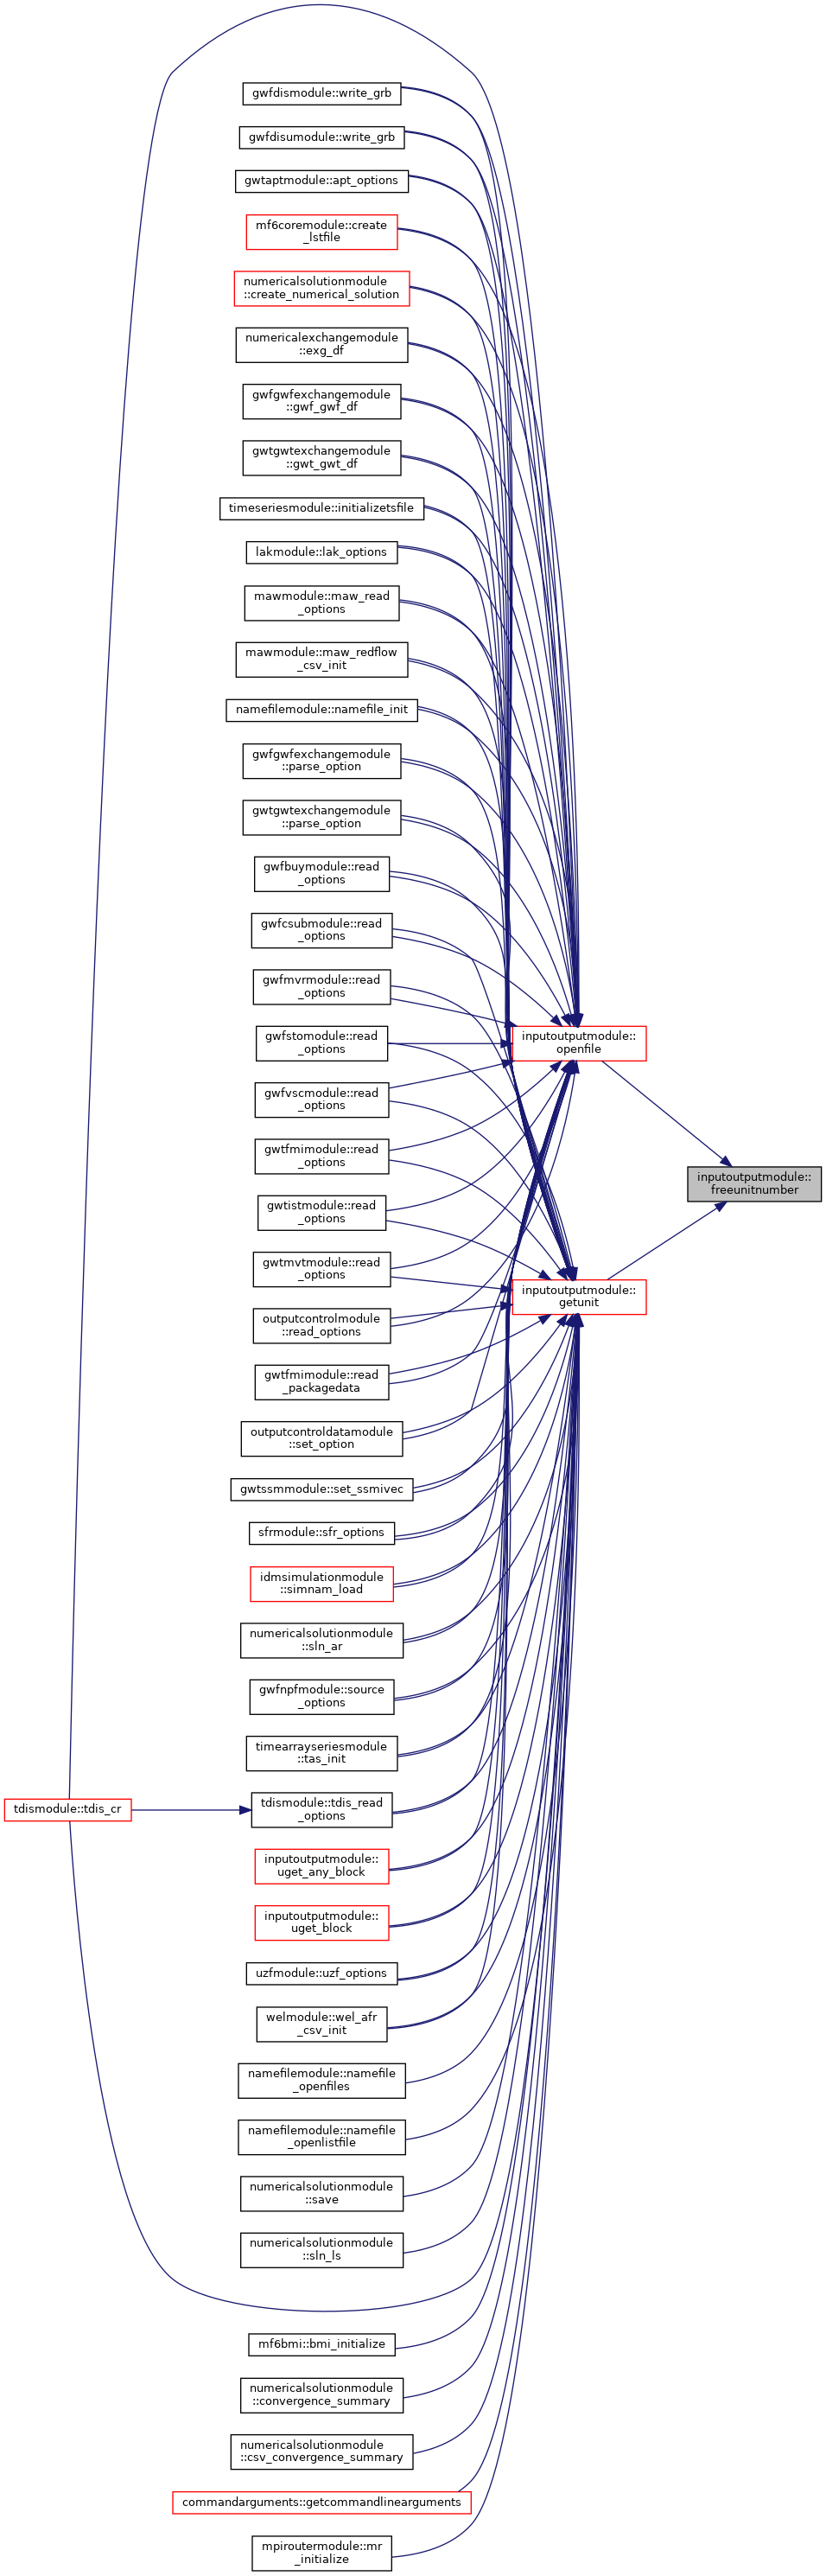 gwfdismodule::write_grb
gwfdisumodule::write_grb
gwtaptmodule::apt_options
mf6coremodule::create
_lstfile
numericalsolutionmodule
::create_numerical_solution
numericalexchangemodule
::exg_df
gwfgwfexchangemodule
::gwf_gwf_df
gwtgwtexchangemodule
::gwt_gwt_df
timeseriesmodule::initializetsfile
lakmodule::lak_options
mawmodule::maw_read
_options
mawmodule::maw_redflow
_csv_init
namefilemodule::namefile_init
gwfgwfexchangemodule
::parse_option
gwtgwtexchangemodule
::parse_option
gwfbuymodule::read
_options
gwfcsubmodule::read
_options
gwfmvrmodule::read
_options
gwfstomodule::read
_options
gwfvscmodule::read
_options
gwtfmimodule::read
_options
gwtistmodule::read
_options
gwtmvtmodule::read
_options
outputcontrolmodule
::read_options
gwtfmimodule::read
_packagedata
outputcontroldatamodule
::set_option
gwtssmmodule::set_ssmivec
sfrmodule::sfr_options
idmsimulationmodule
::simnam_load
numericalsolutionmodule
::sln_ar
gwfnpfmodule::source
_options
timearrayseriesmodule
::tas_init
tdismodule::tdis_read
_options
tdismodule::tdis_cr
inputoutputmodule::
uget_any_block
inputoutputmodule::
uget_block
uzfmodule::uzf_options
welmodule::wel_afr
_csv_init
namefilemodule::namefile
_openfiles
namefilemodule::namefile
_openlistfile
numericalsolutionmodule
::save
numericalsolutionmodule
::sln_ls
mf6bmi::bmi_initialize
numericalsolutionmodule
::convergence_summary
numericalsolutionmodule
::csv_convergence_summary
commandarguments::getcommandlinearguments
mpiroutermodule::mr
_initialize
inputoutputmodule::
openfile
inputoutputmodule::
getunit
inputoutputmodule::
freeunitnumber